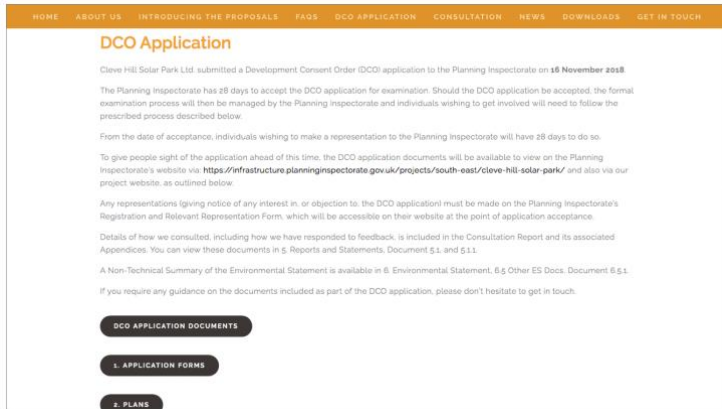 HOME ABOUT US INTRODUCING THE PROPOSALS FAQS DCO APPLICATION CONSULTATION NEWS DOWNLOADS GET IN TOUCH
DCO Application
Cleve Hill Solar Park Ltd. submitted a Development Consent Order (DCO) application to the Planning Inspectorate on 16 November 2018.
The Planning Inspectorate has 28 days to accept the DCO application for examination. Should the DCO application be accepted, the formal
examination process will then be managed by the Planning Inspectorate and individuals wishing to get involved will need to follow the
prescribed process described below.
From the date of acceptance, individuals wishing to make a representation to the Planning Inspectorate will have 28 days to do so.
To give people sight of the application ahead of this time, the DCO application documents will be available to view on the Planning
Inspectorate's website via: https://infrastructure.planninginspectorate.gov.uk/projects/south-east/cleve-hill-solar-park/ and also via our
project website, as outlined below.
Any representations (giving notice of any interest in, or objection to, the DCO application) must be made on the Planning Inspectorate's
Registration and Relevant Representation Form, which will be accessible on their website at the point of application acceptance.
Details of how we consulted, including how we have responded to feedback, is included in the Consultation Report and its associated
Appendices. You can view these documents in 5. Reports and Statements, Document 5.1, and 5.1.1.
A Non-Technical Summary of the Environmental Statement is available in 6. Environmental Statement, 6.5 Other ES Docs, Document 6.5.1.
If you require any guidance on the documents included as part of the DCO application, please don't hesitate to get in touch.
DCO APPLICATION DOCUMENTS
1. APPLICATION FORMS
2. PLANS